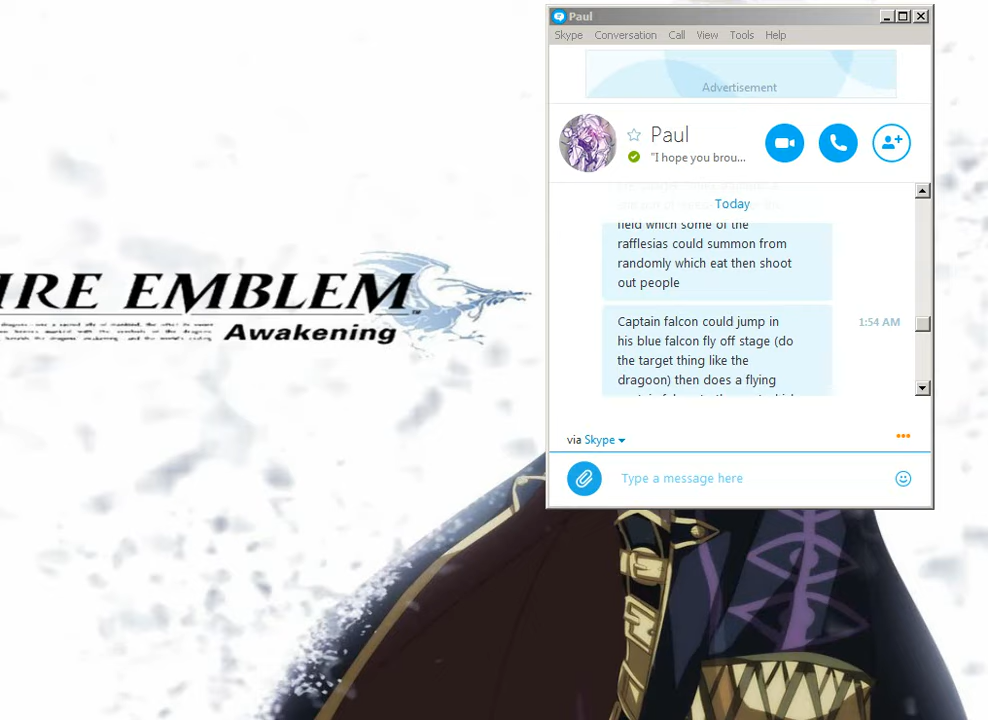 Paul
Skype Conversation Call View Tools Help
Advertisement
Paul
"I hope you brou...
Today
field which some of the
rafflesias could summon from
randomly which eat then shoot
out people
Captain falcon could jump in
his blue falcon fly off stage (do
the target thing like the
dragoon) then does a flying
1:54 AM
via Skype
Type a message here
IRE EMBLEM
TM
Awakening